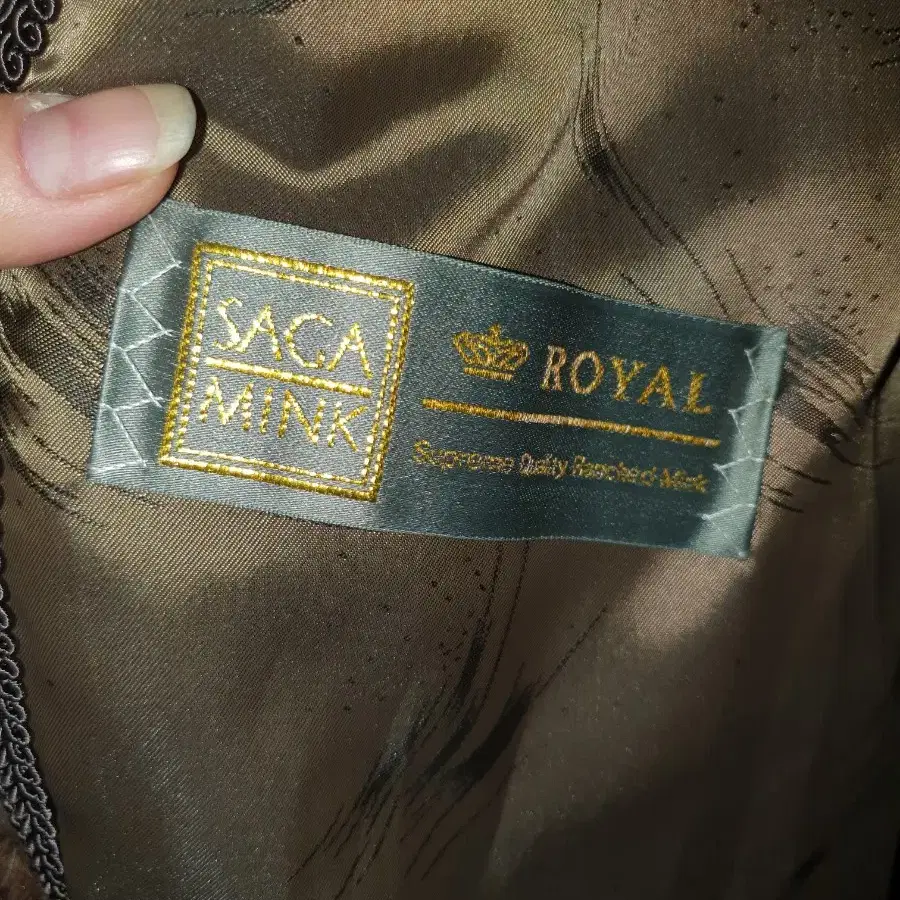 SAGA
MINK
ROYAL
Supreme Quality Ranched Mink